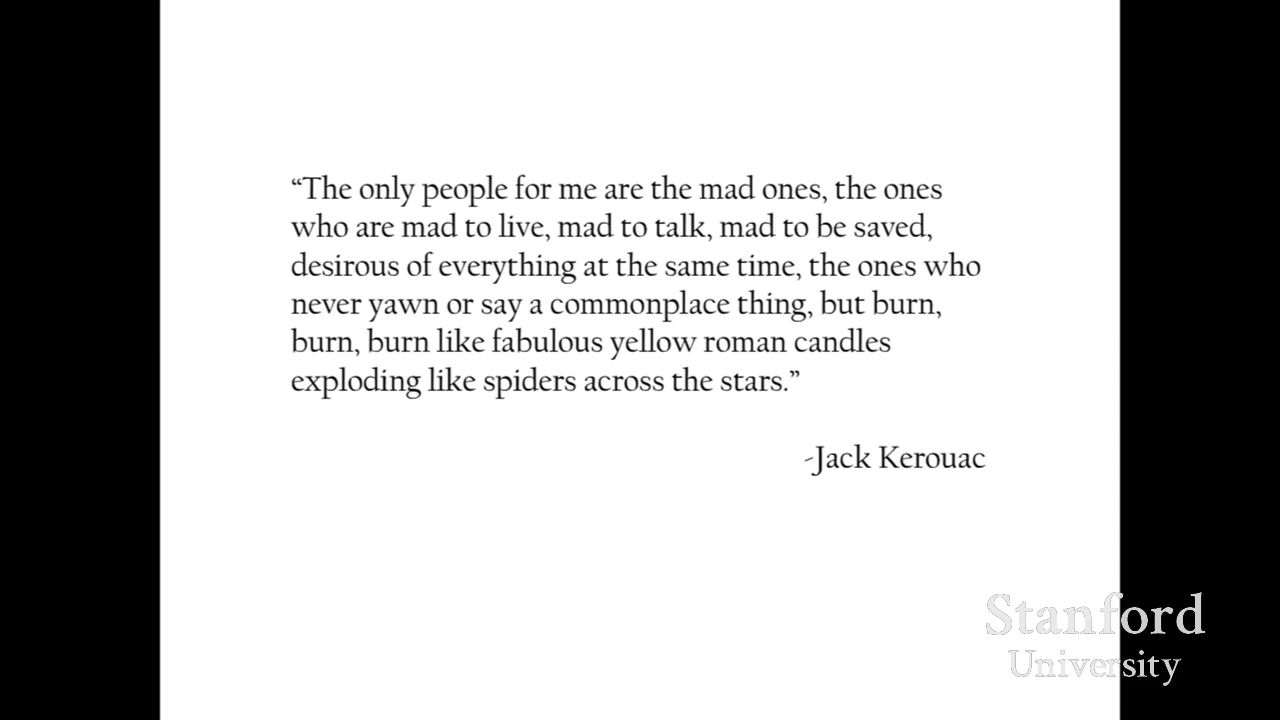 “The only people for me are the mad ones, the ones
who are mad to live, mad to talk, mad to be saved,
desirous of everything at the same time, the ones who
never yawn or say a commonplace thing, but burn,
burn, burn like fabulous yellow roman candles
exploding like spiders across the stars.”
-Jack Kerouac
Stanford
University